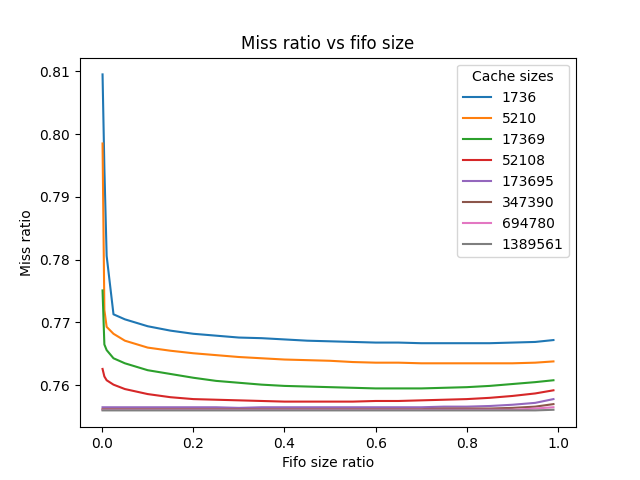 Miss ratio vs fifo size
Miss ratio
0.81
0.80
0.79
0.78
0.77
0.76
Cache sizes
1736
5210
17369
52108
173695
347390
694780
1389561
0.0 0.2 0.4 0.6 0.8 1.0
Fifo size ratio